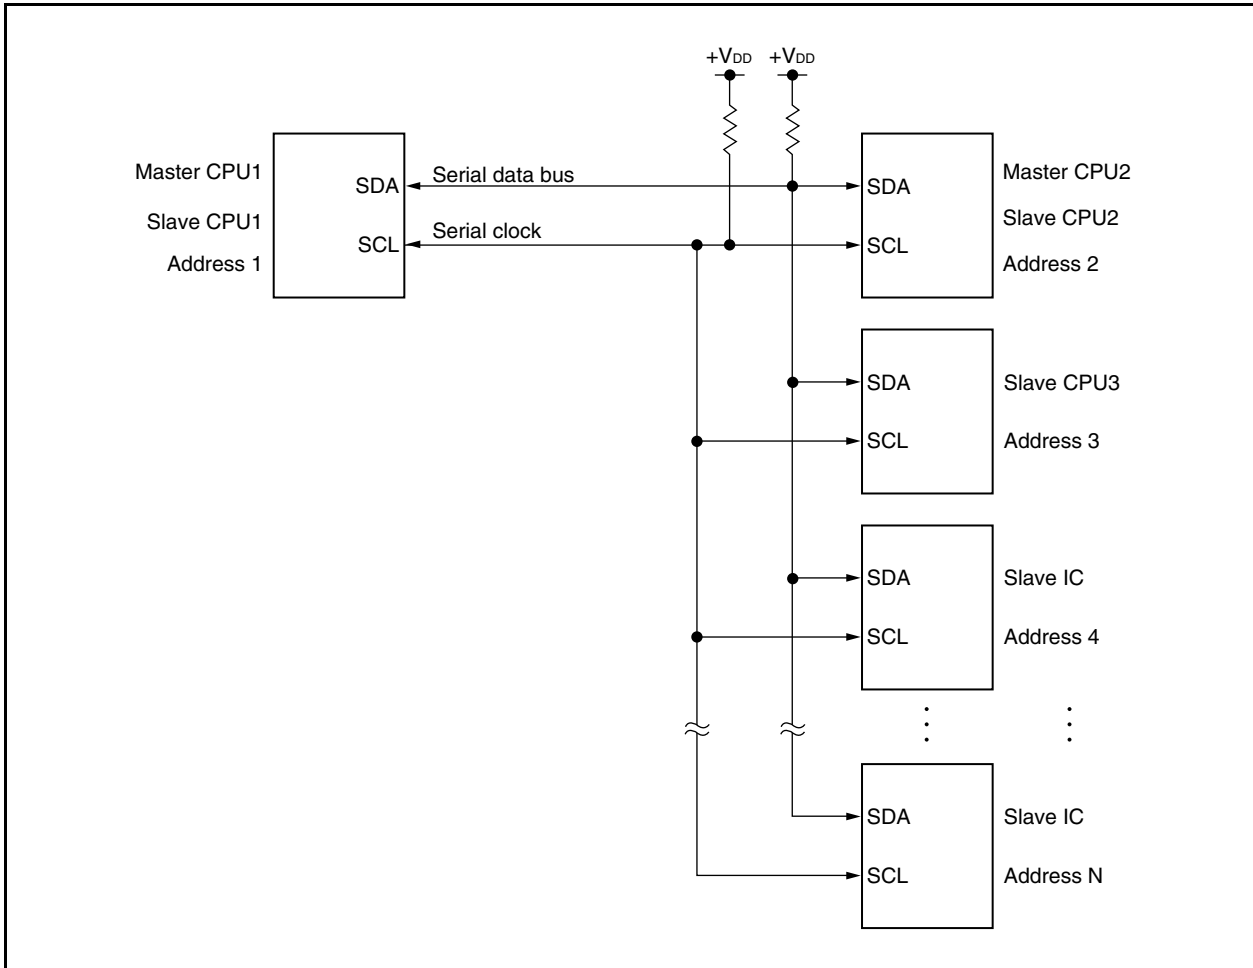 +VDD +VDD
Master CPU1
Slave CPU1
Address 1
SDA
SCL
Serial data bus
Serial clock
SDA
SCL
Master CPU2
Slave CPU2
Address 2
SDA
SCL
Slave CPU3
Address 3
SDA
SCL
Slave IC
Address 4
SDA
SCL
Slave IC
Address N